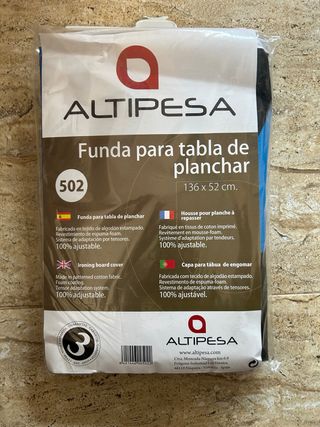 ALTIPESA
Funda para tabla de
planchar
502
136 x 52 cm.
Funda para tabla de planchar
Fabricada en tejido de algodón estampado.
Revestimiento de espuma-foam.
Sistema de adaptación por tensores.
100% ajustable.
Housse pour planche à
repasser
Fabriqué en tissus de coton imprimé.
Revêtement en mousse-foam.
Système d'adaptation par tendeurs.
100% ajustable.
Ironing board cover
Made in patterned cotton fabric.
Foam coating.
Tensor adaptation system.
100% adjustable.
Capa para tábua de engomar
Fabricada com tecido de algodão estampado.
Revestimento de espuma-foam.
Sistema de adaptação através de tensores.
100% ajustável.
ALTIPESA
www.altipesa.com